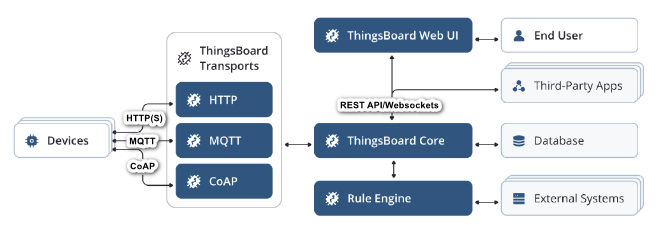 ThingsBoard
Transports
HTTP
MQTT
CoAP
HTTP(S)
MQTT
CoAP
Devices
ThingsBoard Web UI
End User
Third-Party Apps
REST API/Websockets
ThingsBoard Core
Database
Rule Engine
External Systems